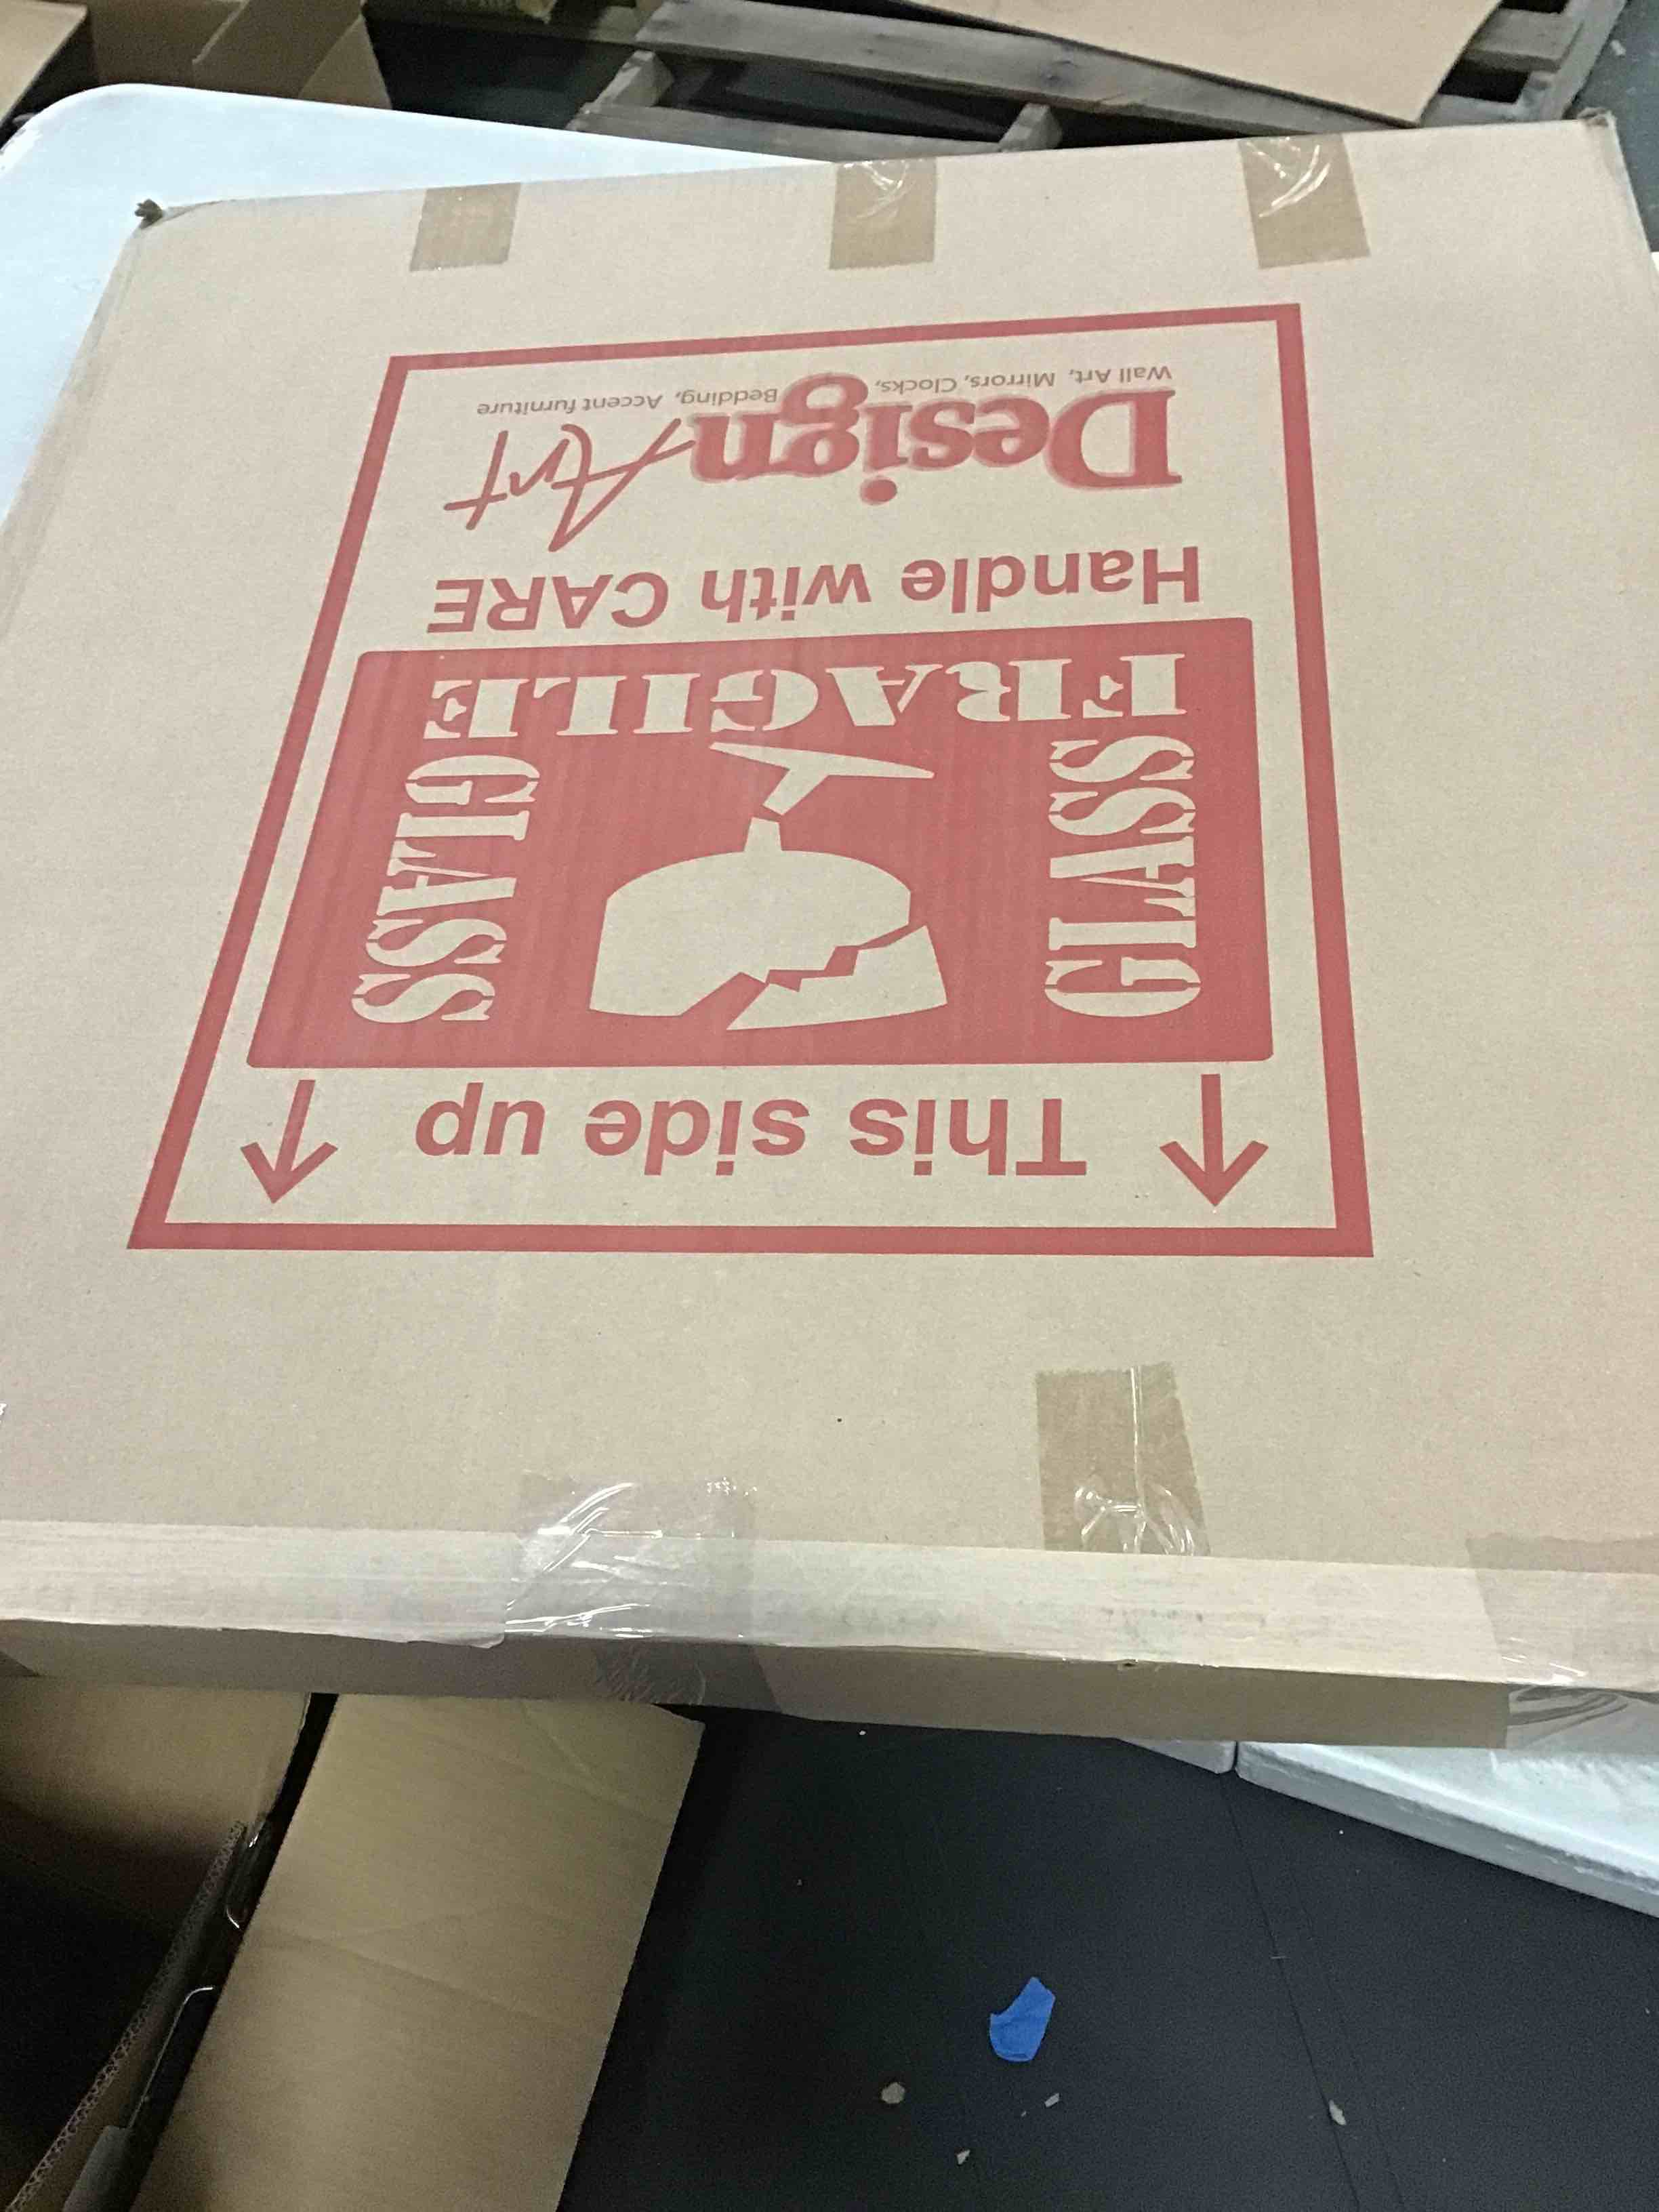 This side up
GLASS
GLASS
FRAGILE
Handle with CARE
Design Art
Wall Art, Mirrors, Clocks, Bedding, Accent furniture